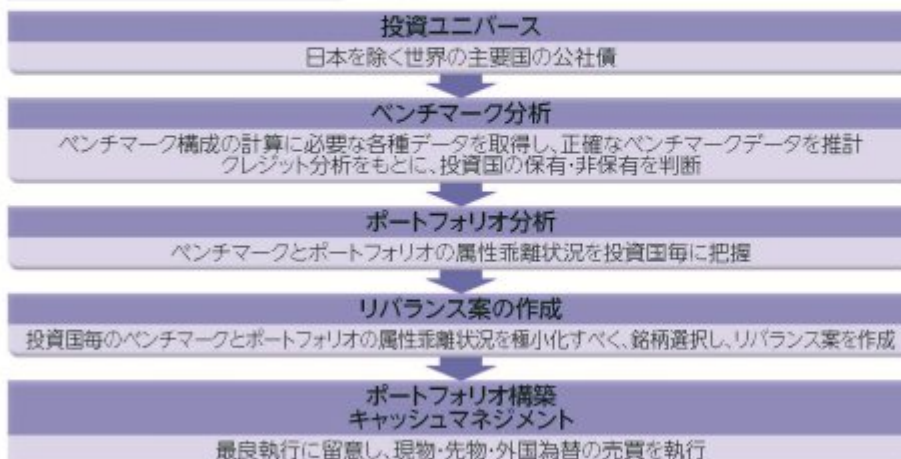 投資ユニバース
日本を除く世界の主要国の公社債
ベンチマーク分析
ベンチマーク構成の計算に必要な各種データを取得し、正確なベンチマークデータを推計
クレジット分析をもとに、投資国の保有・非保有を判断
ポートフォリオ分析
ベンチマークとポートフォリオの属性乖離状況を投資国毎に把握
リバランス案の作成
投資国毎のベンチマークとポートフォリオの属性乖離状況を極小化すべく、銘柄選択し、リバランス案を作成
ポートフォリオ構築
キャッシュマネジメント
最良執行に留意し、現物・先物・外国為替の売買を執行